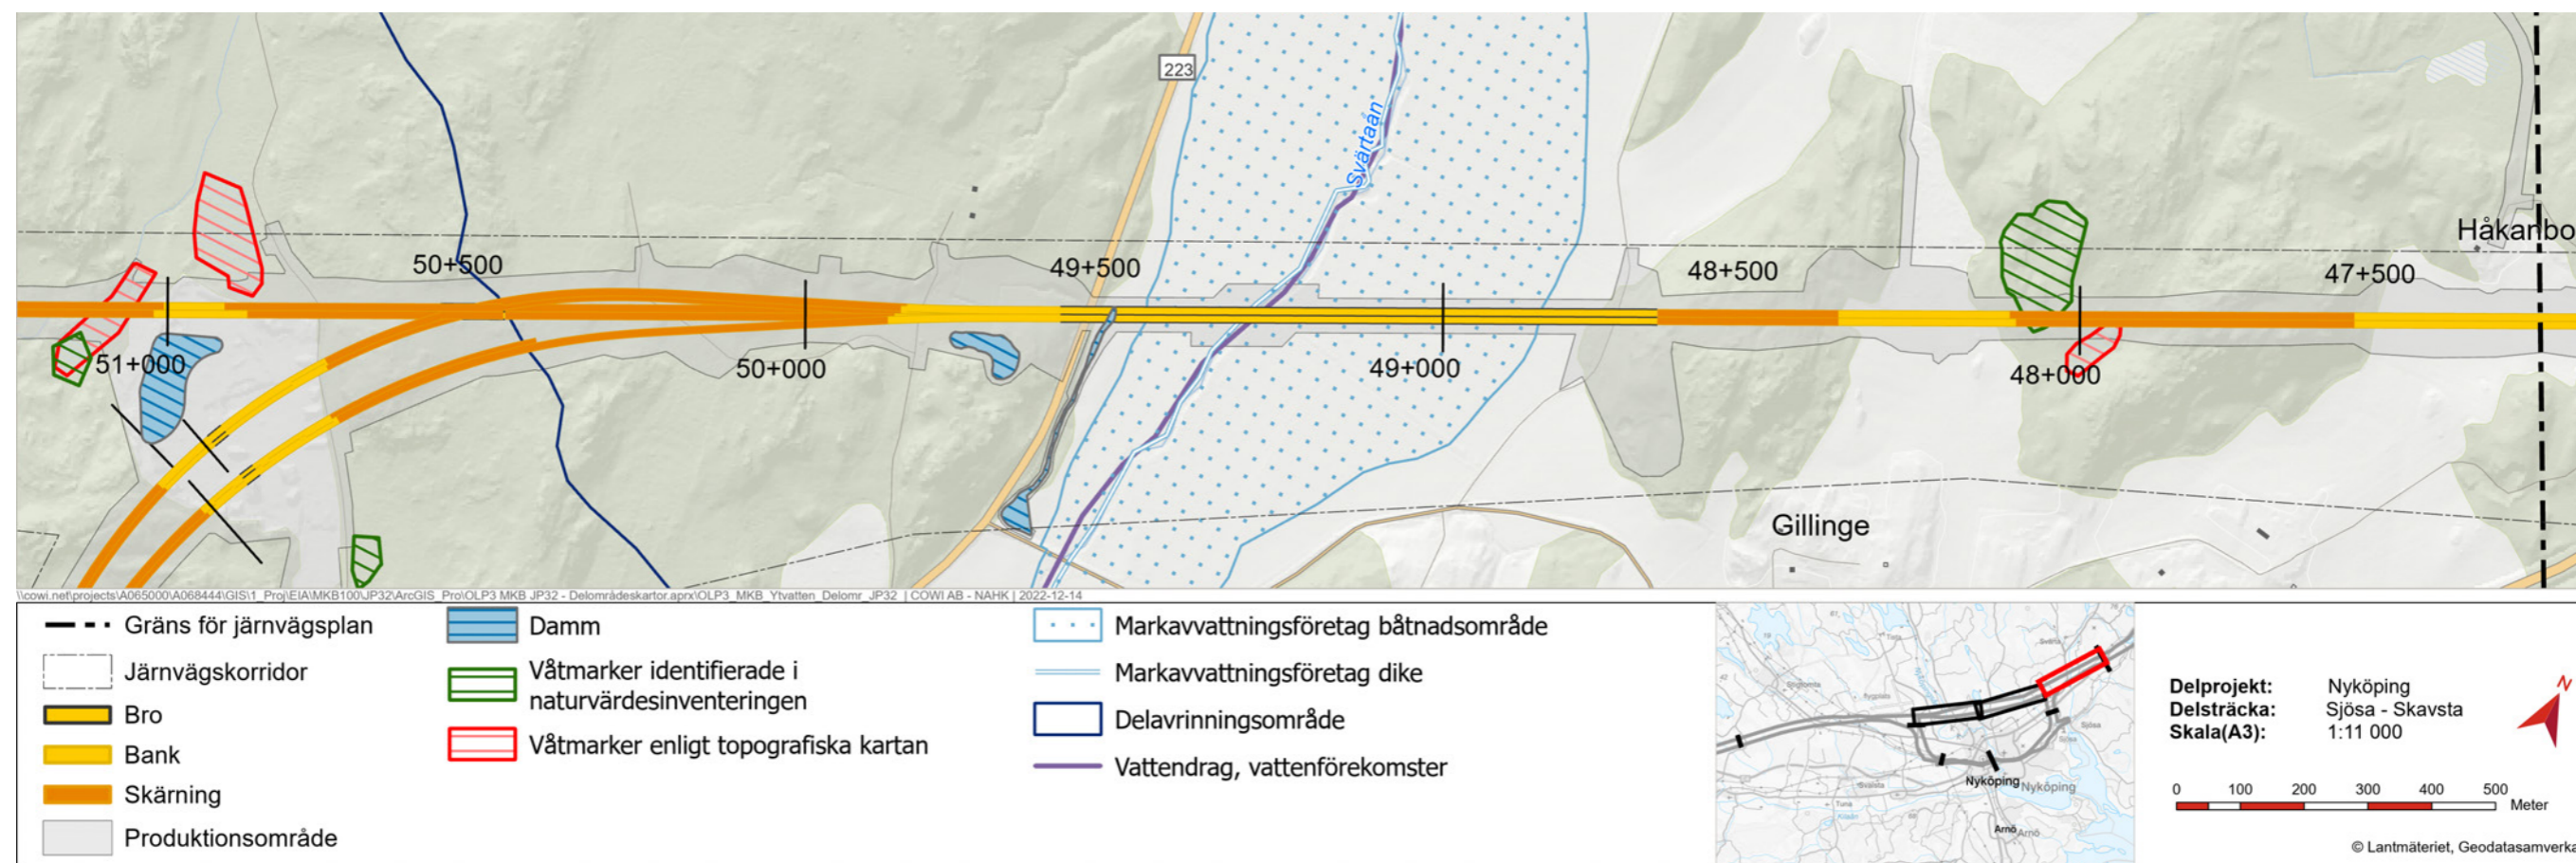 223
Svärtaån
Håkanbo
50+500
49+500
48+500
47+500
51+000
50+000
49+000
48+000
Gillinge
\\cowi.net\projects\A065000\A068444\GIS\1_Proj\EIA\MKB100\JP32\ArcGIS_Pro\OLP3 MKB JP32 - Delområdeskartor.aprx\OLP3_MKB_Ytvatten_Delomr_JP32 | COWI AB - NAHK | 2022-12-14
Gräns för järnvägsplan
Järnvägskorridor
Bro
Bank
Skärning
Produktionsområde
Damm
Våtmarker identifierade i
naturvärdesinventeringen
Våtmarker enligt topografiska kartan
Markavvattningsföretag båtnadsområde
Markavvattningsföretag dike
Delavrinningsområde
Vattendrag, vattenförekomster
Svärta
Sjösa
Nyköping
Nyköping
Tuna
Arnö
Arnö
Delprojekt: Nyköping
Delsträcka: Sjösa - Skavsta
Skala(A3): 1:11 000
N
0 100 200 300 400 500
Meter
© Lantmäteriet, Geodatasamverka